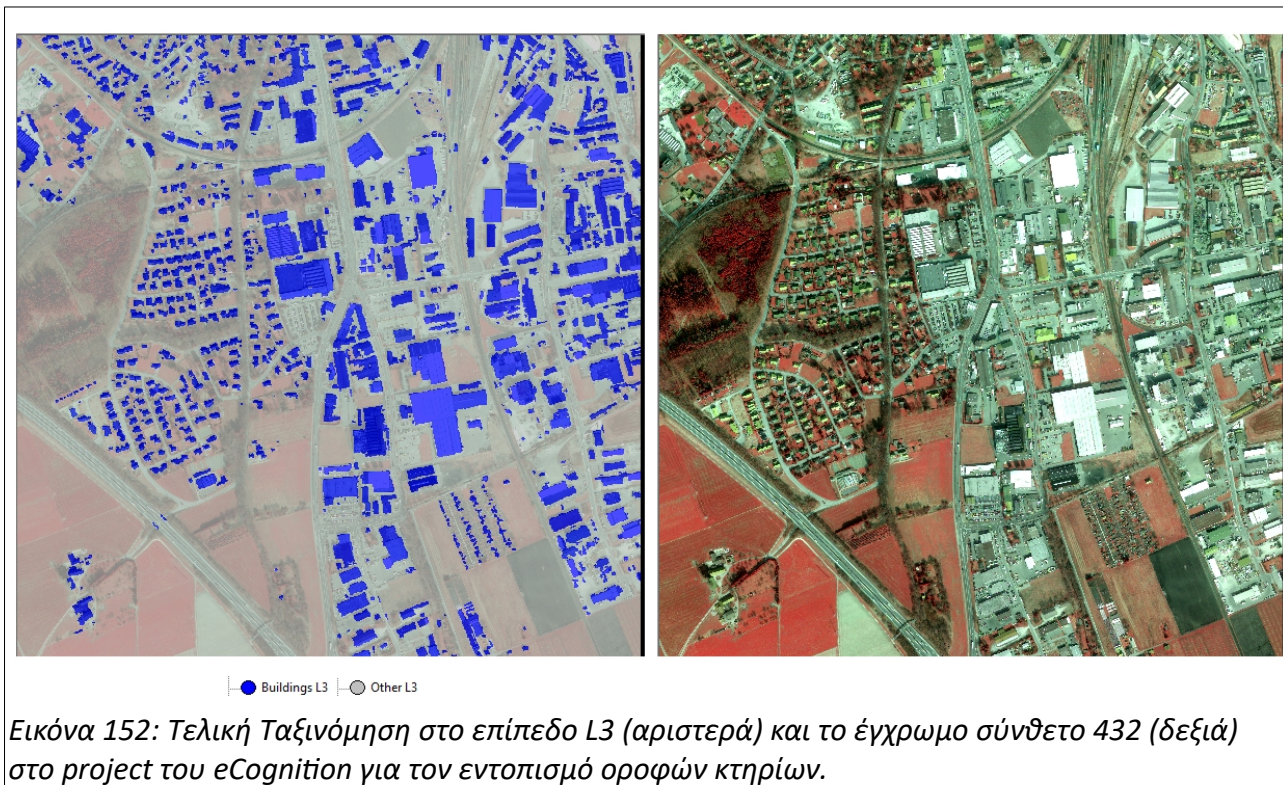 Buildings L3 Other L3
Εικόνα 152: Τελική Ταξινόμηση στο επίπεδο L3 (αριστερά) και το έγχρωμο σύνθετο 432 (δεξιά)
στο project του eCognition για τον εντοπισμό οροφών κτηρίων.